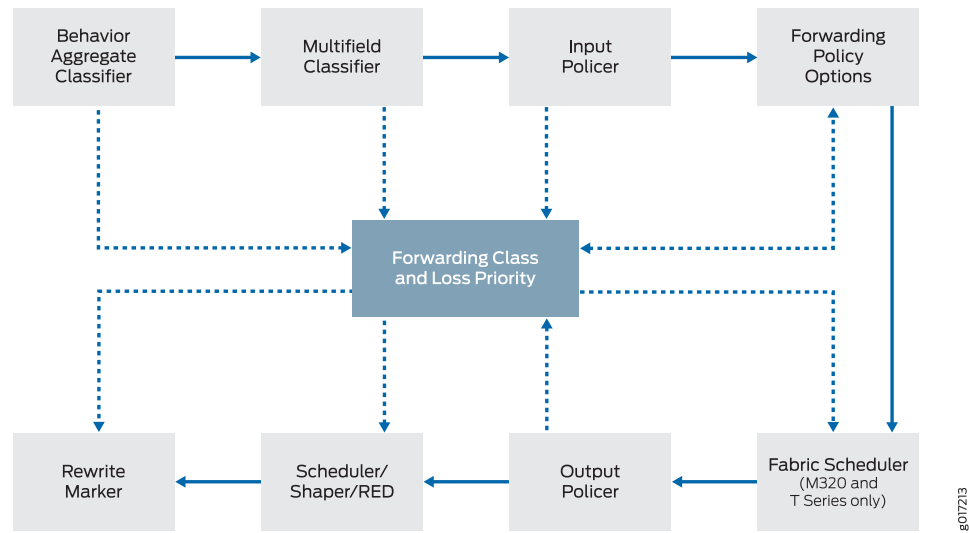 Behavior
Aggregate
Classifier
Multifield
Classifier
Input
Policer
Forwarding
Policy
Options
Forwarding Class
and Loss Priority
Rewrite
Marker
Scheduler/
Shaper/RED
Output
Policer
Fabric Scheduler
(M320 and
T Series only)
g017213